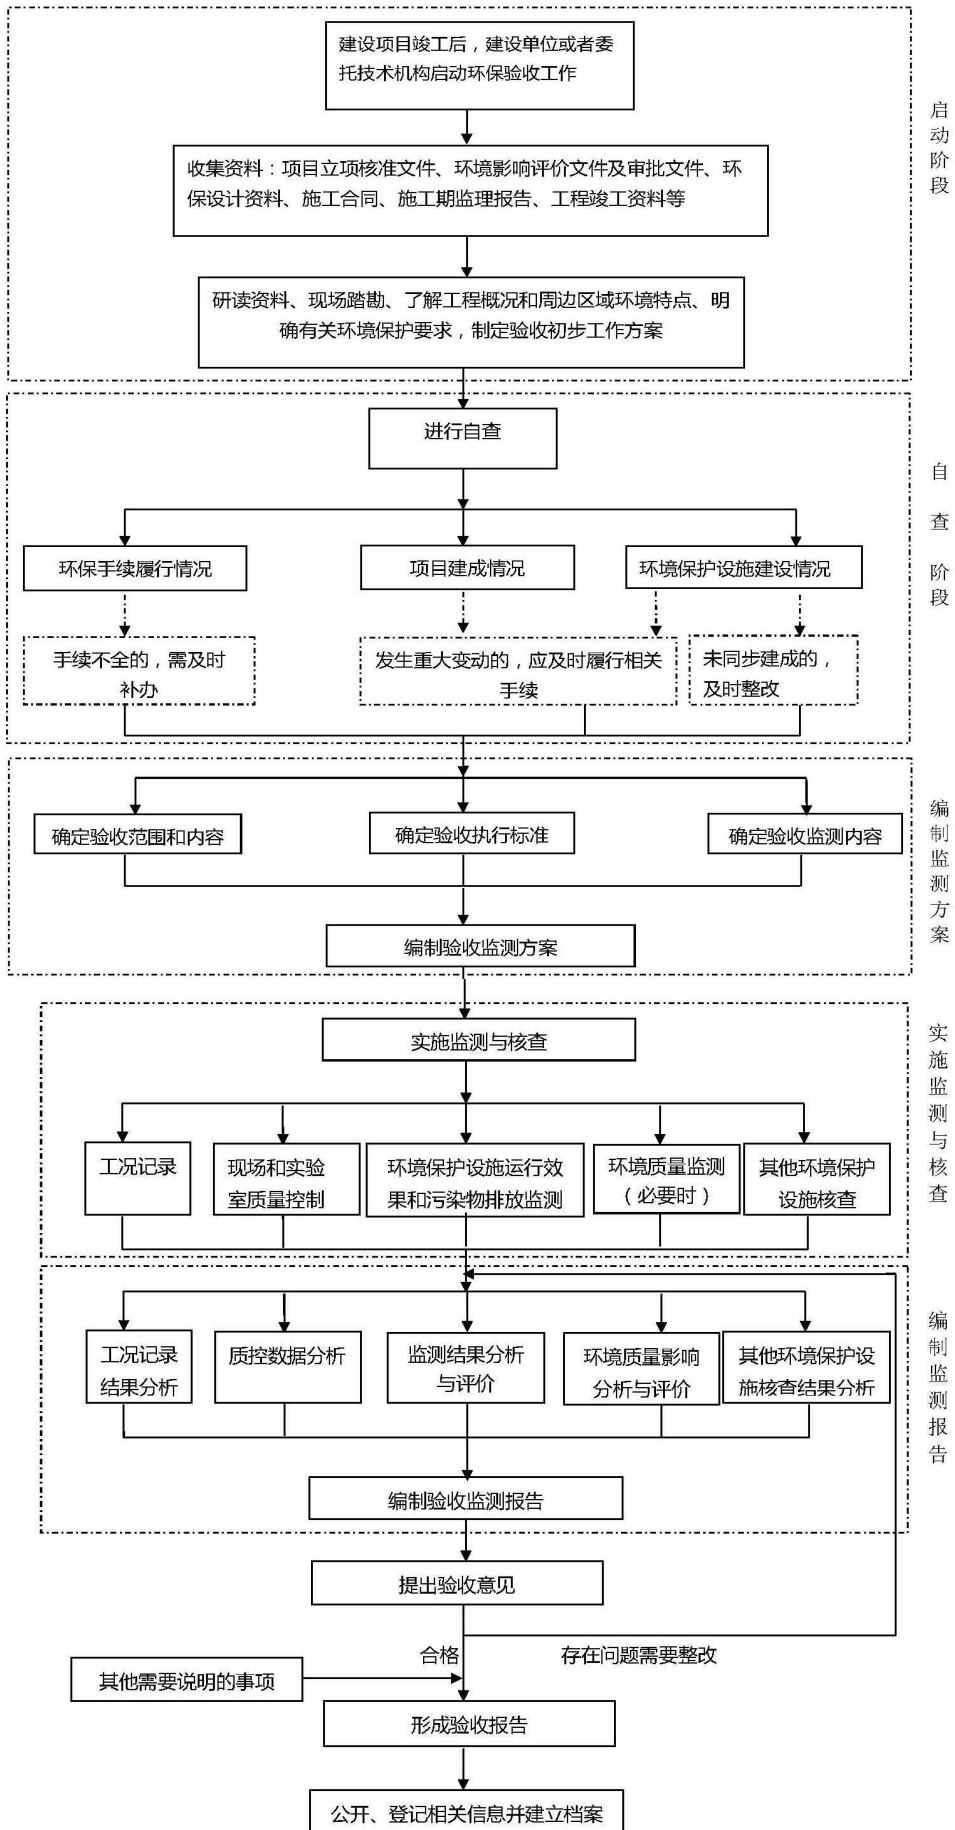 建设项目竣工后，建设单位或者委
托技术机构启动环保验收工作
启动阶段
收集资料：项目立项核准文件、环境影响评价文件及审批文件、环
保设计资料、施工合同、施工期监理报告、工程竣工资料等
研读资料、现场踏勘、了解工程概况和周边区域环境特点、明
确有关环境保护要求，制定验收初步工作方案
进行自查
自查阶段
环保手续履行情况
项目建成情况
环境保护设施建设情况
手续不全的，需及时
补办
发生重大变动的，应及时履行相关
手续
未同步建成的，
及时整改
编制监测方案
确定验收范围和内容
确定验收执行标准
确定验收监测内容
编制验收监测方案
实施监测与核查
实施监测与核查
工况记录
现场和实验
室质量控制
环境保护设施运行效
果和污染物排放监测
环境质量监测
（必要时）
其他环境保护
设施核查
编制监测报告
工况记录
结果分析
质控数据分析
监测结果分析
与评价
环境质量影响
分析与评价
其他环境保护设
施核查结果分析
编制验收监测报告
提出验收意见
合格
存在问题需要整改
其他需要说明的事项
形成验收报告
公开、登记相关信息并建立档案